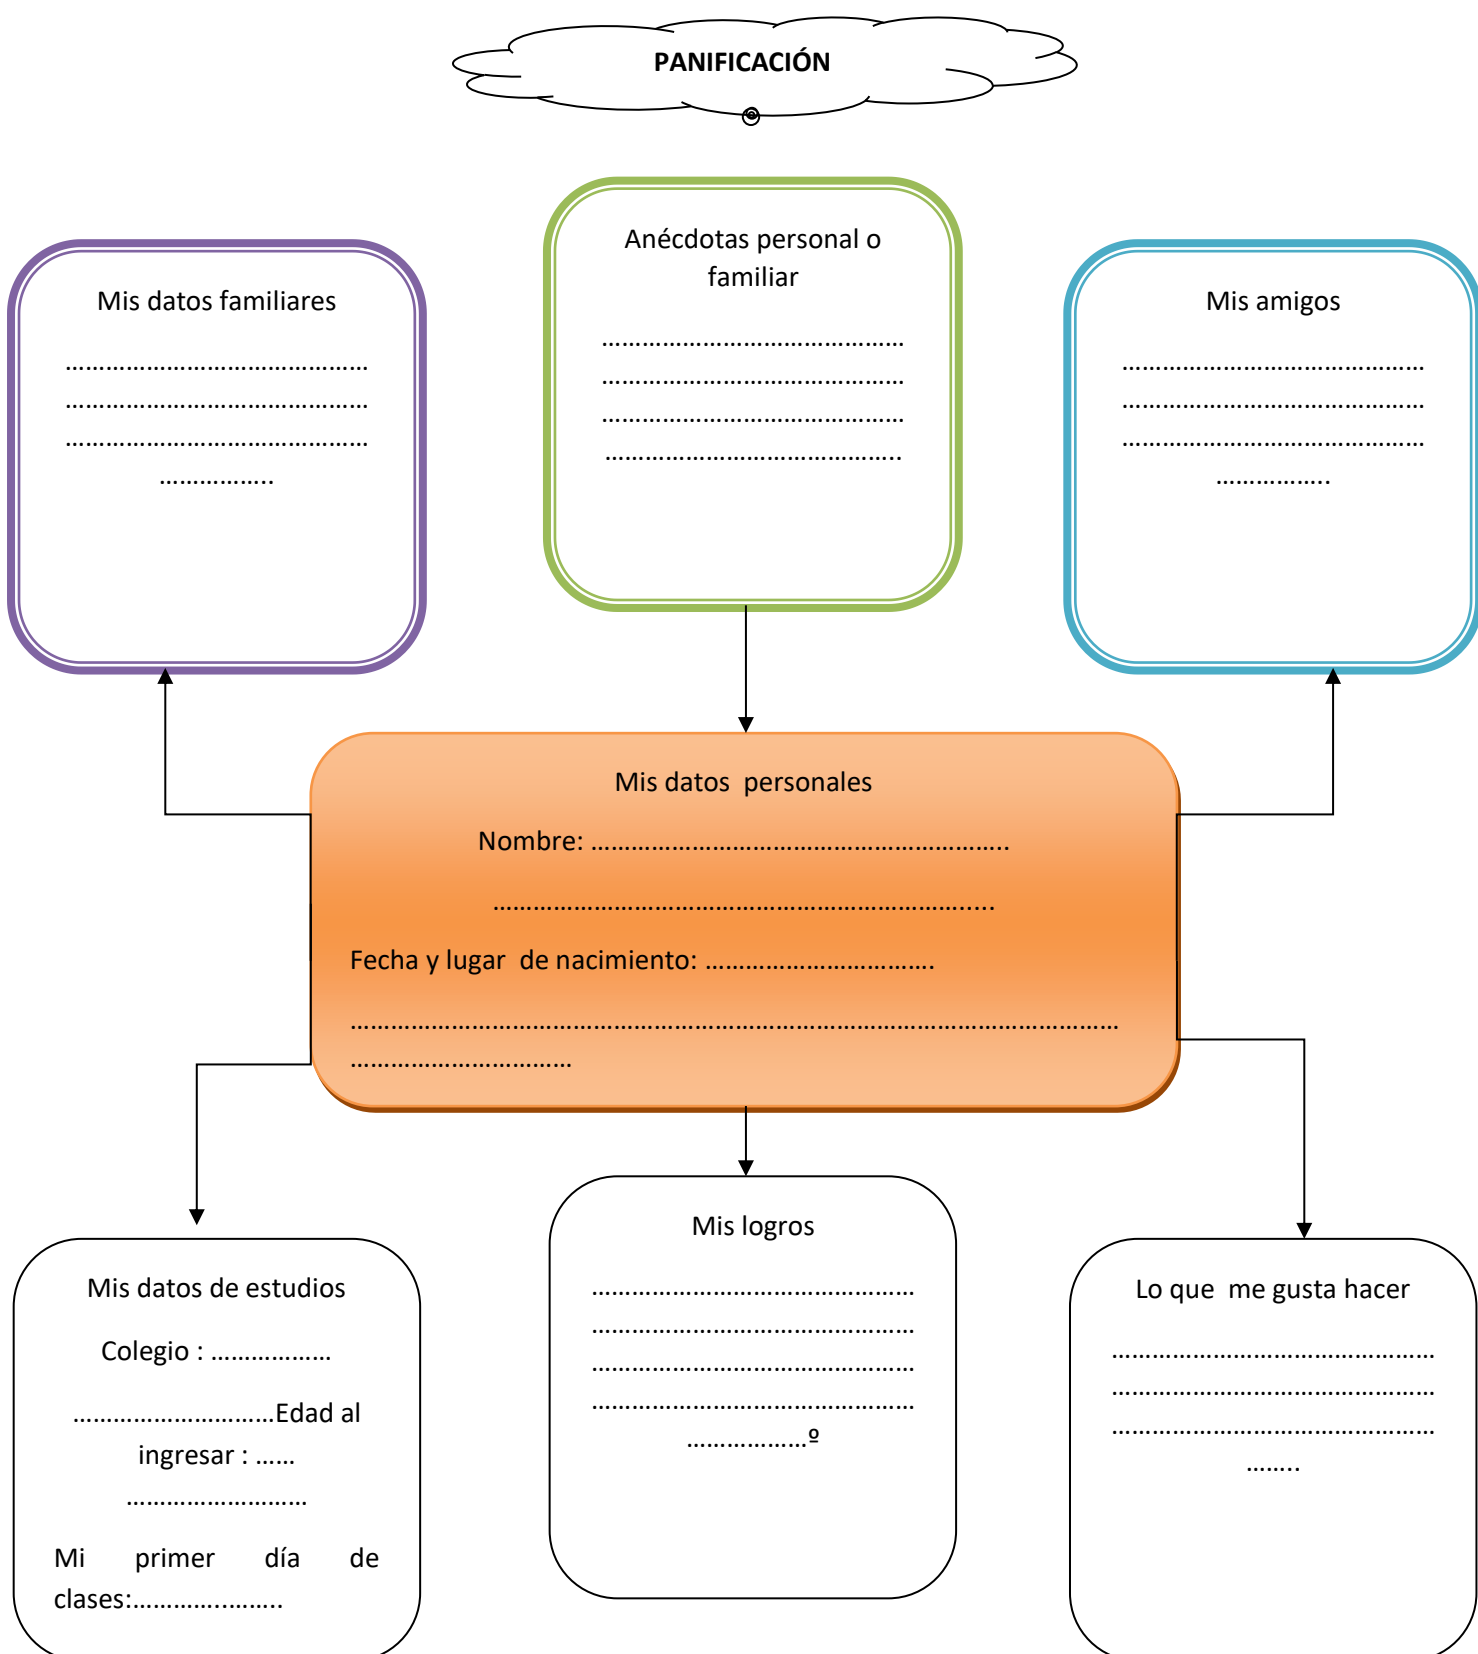 PANIFICACIÓN
Anécdotas personal o
familiar
…………………………………………
…………………………………………
…………………………………………
……………………………………..
Mis datos familiares
………………………………………
………………………………………
………………………………………
……………..
Mis amigos
………………………………………
………………………………………
………………………………………
……………..
Mis datos  personales
Nombre: ……………………………………………………..
……………………………………………………………..…
Fecha y lugar  de nacimiento: …………………………….
……………………………………………………………………………………………………
……………………………
Mis logros
…………………………………………
…………………………………………
…………………………………………
…………………………………………
………………º
Mis datos de estudios
Colegio : ………………
…………………………Edad al
ingresar : ……
………………………
Mi primer día de
clases:…………..……..
Lo que  me gusta hacer
…………………………………………
…………………………………………
…………………………………………
……..